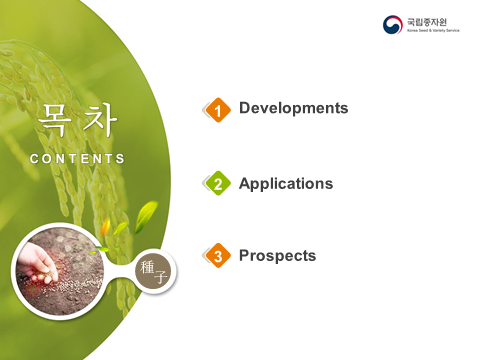 국립종자원
Korea Seed & Variety Service
목 차
CONTENTS
1 Developments
2 Applications
3 Prospects
種子